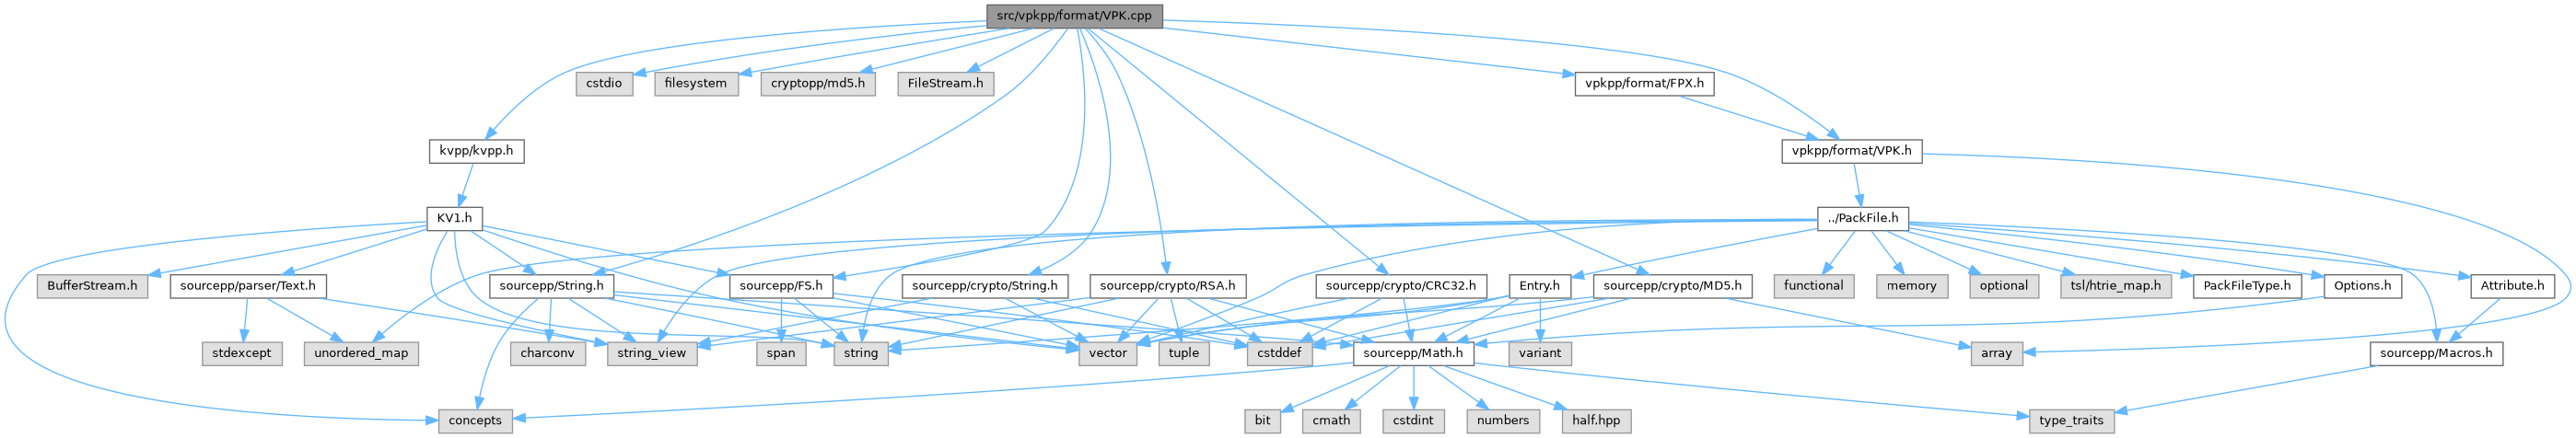 src/vpkpp/format/VPK.cpp
cstdio
filesystem
cryptopp/md5.h
FileStream.h
vpkpp/format/FPX.h
kvpp/kvpp.h
vpkpp/format/VPK.h
KV1.h
../PackFile.h
BufferStream.h
sourcepp/parser/Text.h
sourcepp/String.h
sourcepp/FS.h
sourcepp/crypto/String.h
sourcepp/crypto/RSA.h
sourcepp/crypto/CRC32.h
Entry.h
sourcepp/crypto/MD5.h
functional
memory
optional
tsl/htrie_map.h
PackFileType.h
Options.h
Attribute.h
stdexcept
unordered_map
charconv
string_view
span
string
vector
tuple
cstddef
sourcepp/Math.h
variant
array
sourcepp/Macros.h
concepts
bit
cmath
cstdint
numbers
half.hpp
type_traits